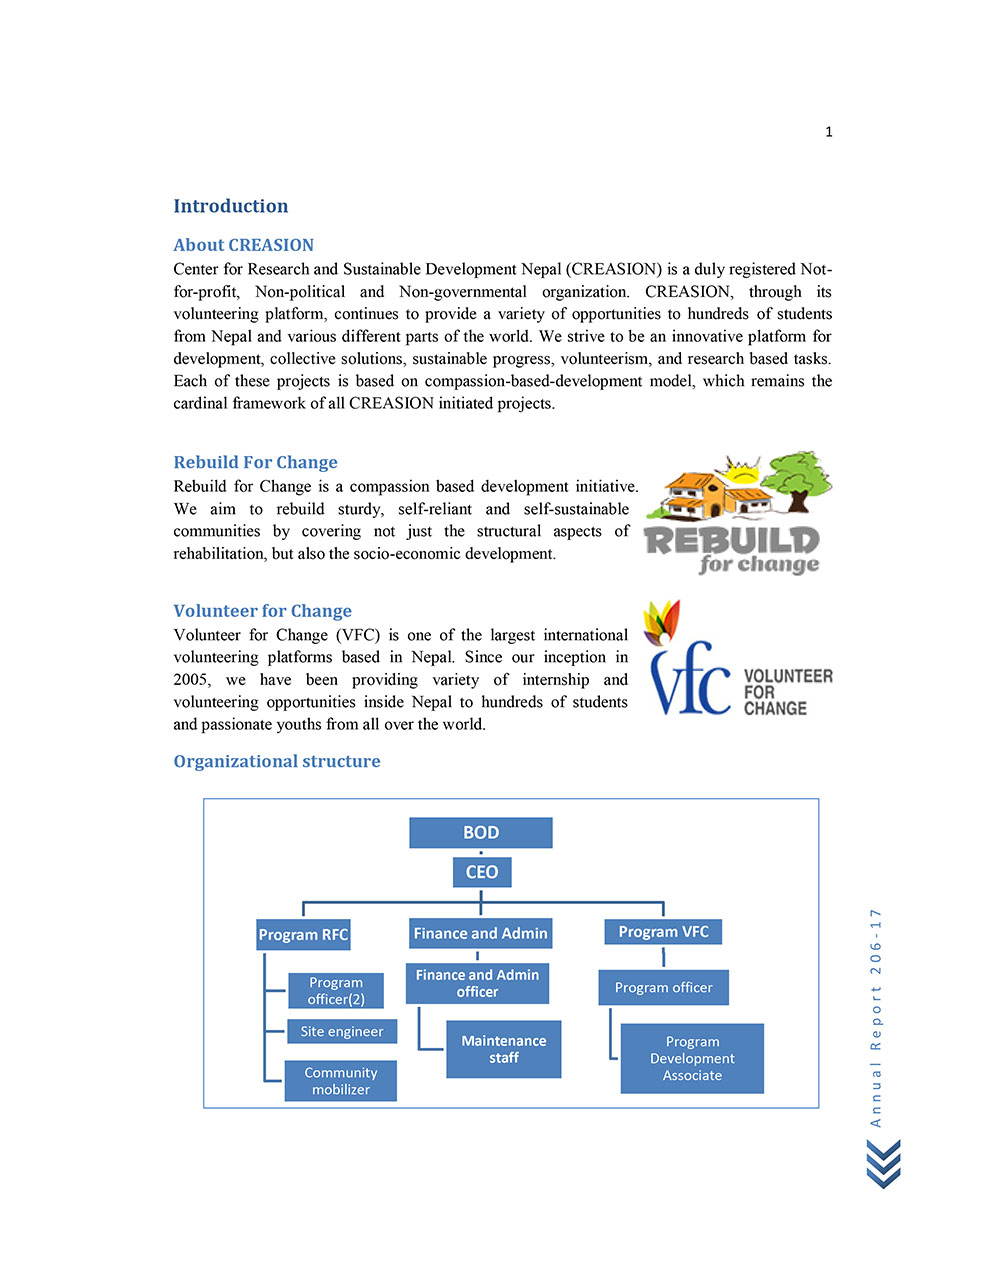 1
Introduction
About CREASION
Center for Research and Sustainable Development Nepal (CREASION) is a duly registered Not-
for-profit, Non-political and Non-governmental organization. CREASION, through its
volunteering platform, continues to provide a variety of opportunities to hundreds of students
from Nepal and various different parts of the world. We strive to be an innovative platform for
development, collective solutions, sustainable progress, volunteerism, and research based tasks.
Each of these projects is based on compassion-based-development model, which remains the
cardinal framework of all CREASION initiated projects.
Rebuild For Change
Rebuild for Change is a compassion based development initiative.
We aim to rebuild sturdy, self-reliant and self-sustainable
communities by covering not just the structural aspects of
rehabilitation, but also the socio-economic development.
REBUILD
for change
Volunteer for Change
Volunteer for Change (VFC) is one of the largest international
volunteering platforms based in Nepal. Since our inception in
2005, we have been providing variety of internship and
volunteering opportunities inside Nepal to hundreds of students
and passionate youths from all over the world.
vfc
VOLUNTEER
FOR
CHANGE
Organizational structure
BOD
CEO
Program RFC
Finance and Admin
Program VFC
Program
officer(2)
Site engineer
Community
mobilizer
Finance and Admin
officer
Maintenance
staff
Program officer
Program
Development
Associate
Annual Report 206-17